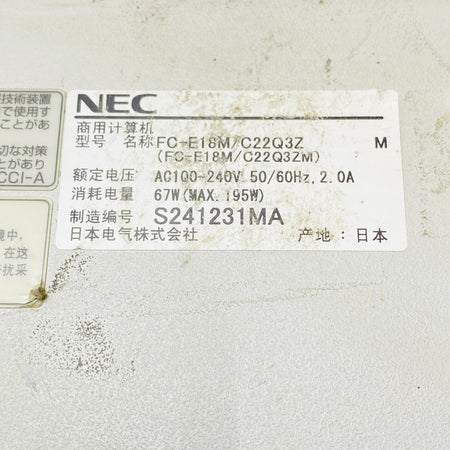 技術装置
で使用す
ことがあ
切な対策
とがあり
CCI-A
境中,
在这
干扰采
NEC
商用计算机
型号 名称 FC-E18M/C22Q3Z M
(FC-E18M/C22Q3ZM)
额定电压 AC100-240V 50/60Hz, 2.0A
消耗电量 67W(MAX.195W)
制造编号 S241231MA
日本电气株式会社 产地:日本